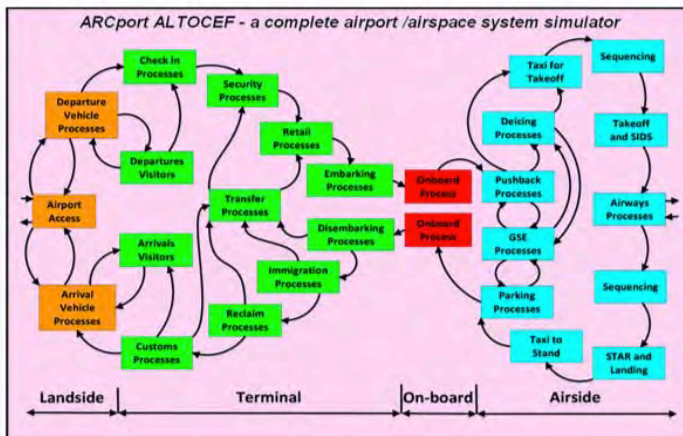 ARCport ALTOCEF - a complete airport /airspace system simulator
Check in
Processes
Security
Processes
Departure
Vehicle
Processes
Retail
Processes
Departures
Visitors
Embarking
Processes
Onboard
Process
Transfer
Processes
Airport
Access
Disembarking
Processes
Onboard
Process
Arrivals
Visitors
Immigration
Processes
Arrival
Vehicle
Processes
Reclaim
Processes
Customs
Processes
Taxi for
Takeoff
Sequencing
Deicing
Processes
Takeoff
and SIDS
Pushback
Processes
Airways
Processes
GSE
Processes
Sequencing
Parking
Processes
Taxi to
Stand
STAR and
Landing
Landside
Terminal
On-board
Airside